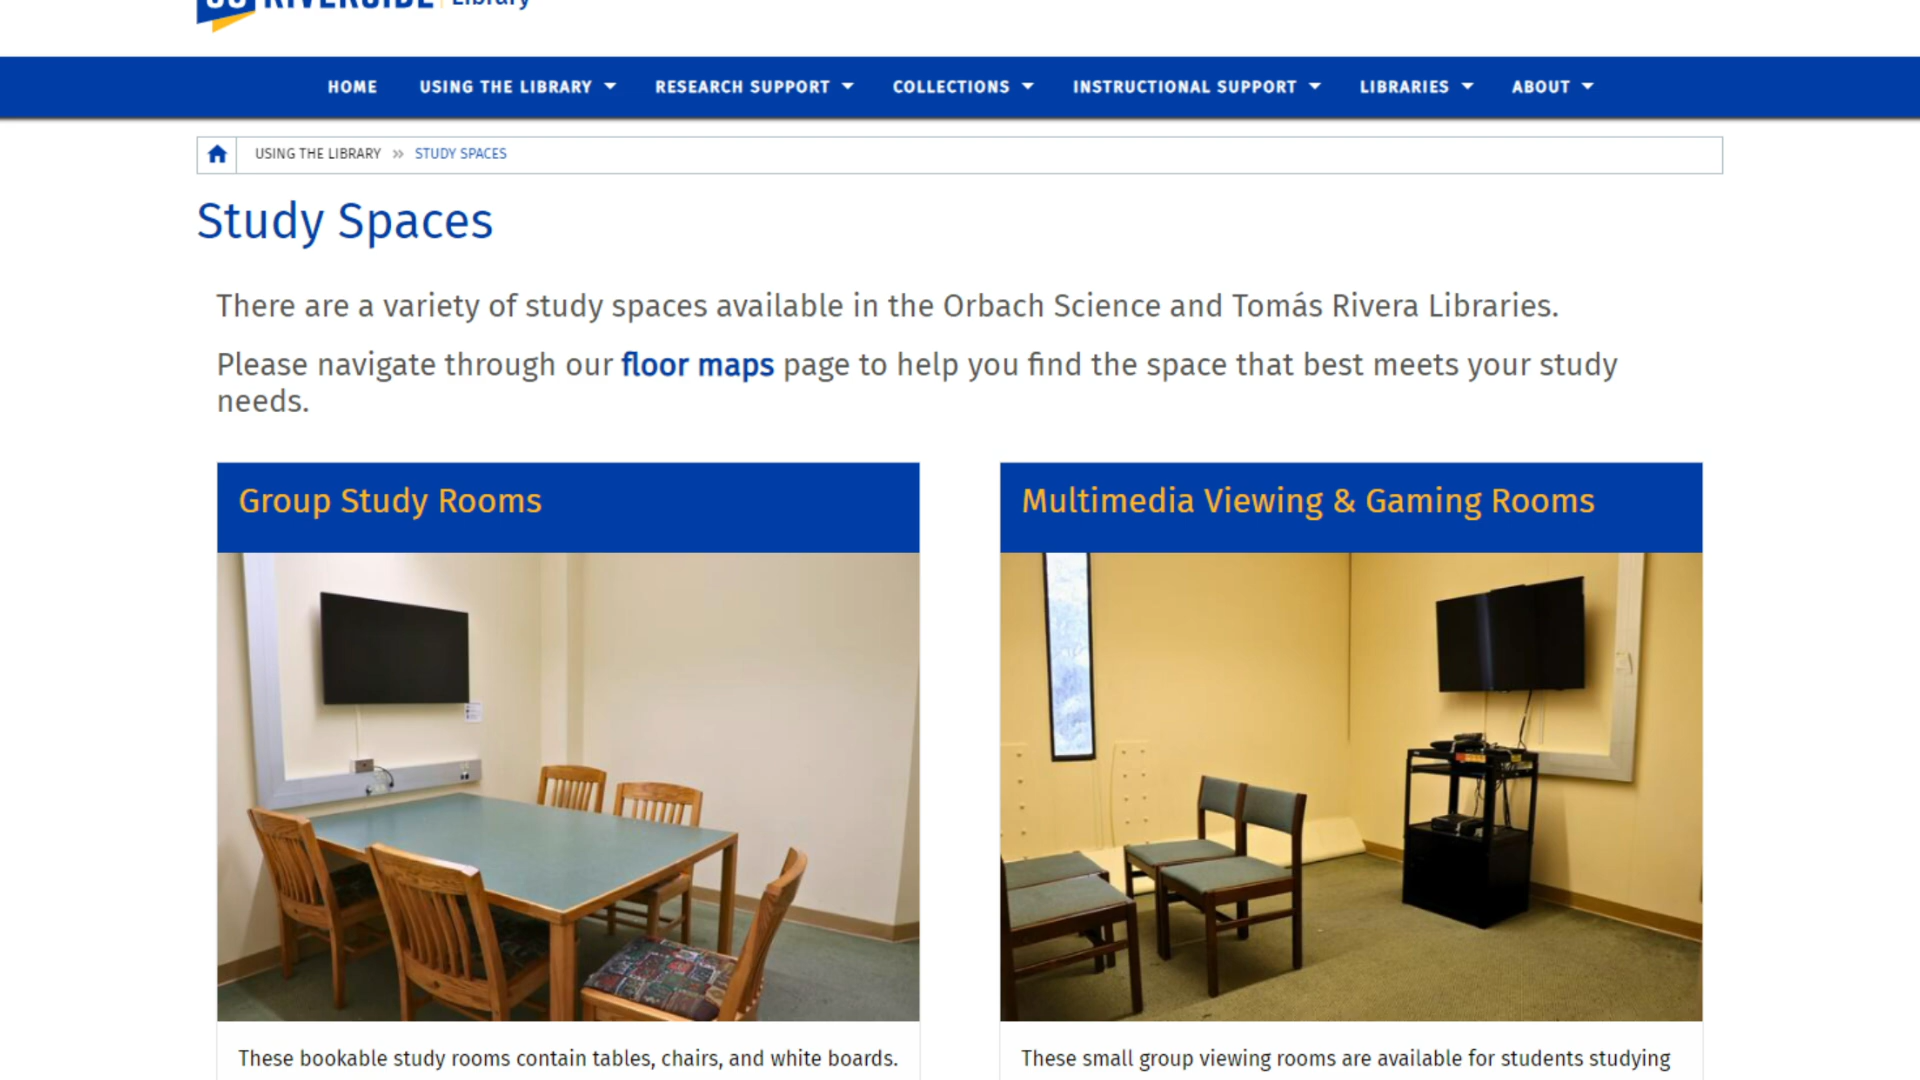 RIVERSIDE Library
HOME USING THE LIBRARY RESEARCH SUPPORT COLLECTIONS INSTRUCTIONAL SUPPORT LIBRARIES ABOUT
USING THE LIBRARY » STUDY SPACES
Study Spaces
There are a variety of study spaces available in the Orbach Science and Tomás Rivera Libraries.
Please navigate through our floor maps page to help you find the space that best meets your study
needs.
Group Study Rooms
Multimedia Viewing & Gaming Rooms
These bookable study rooms contain tables, chairs, and white boards.
These small group viewing rooms are available for students studying